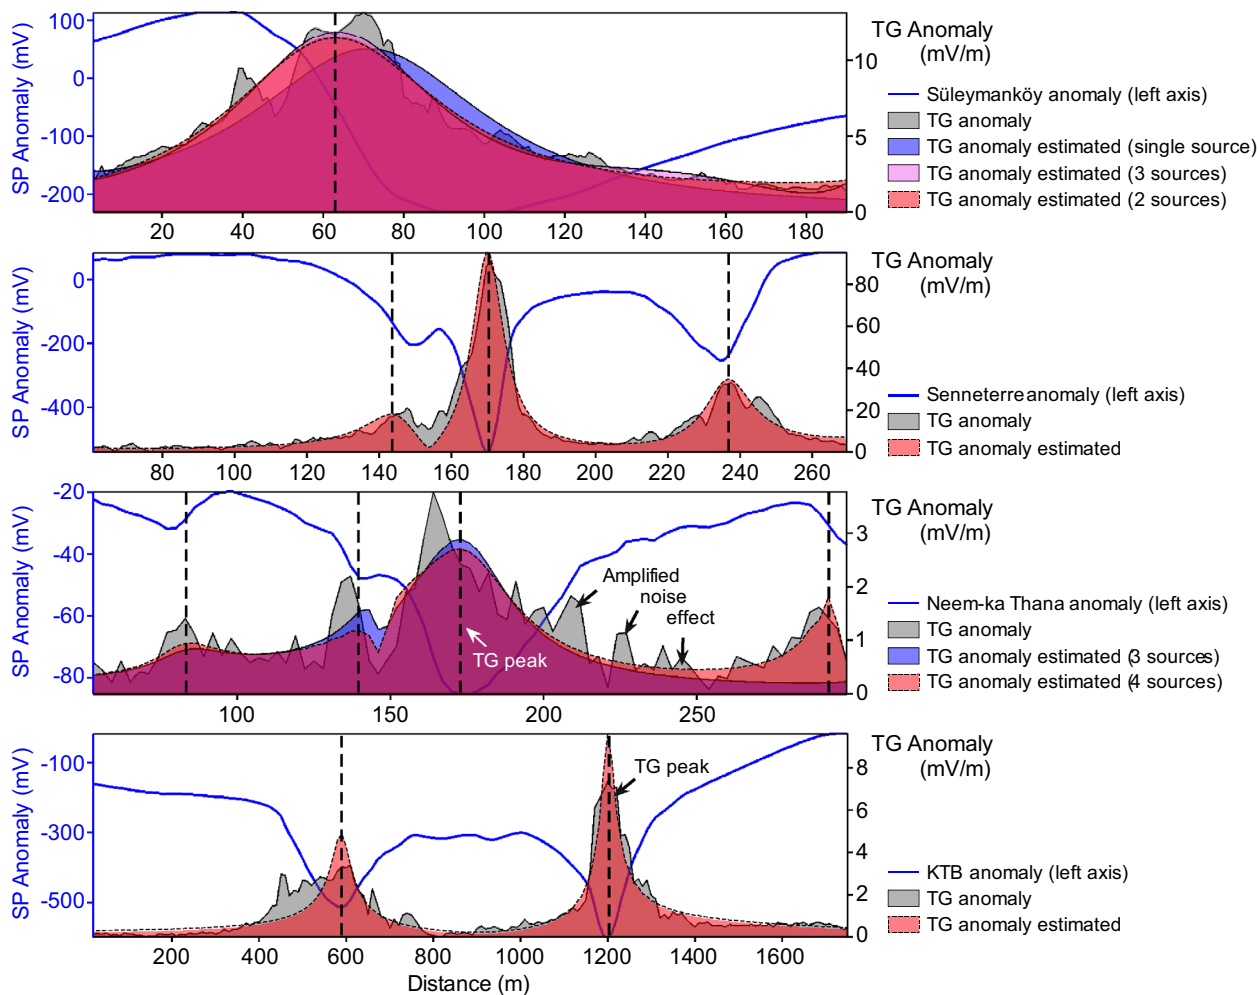 100
0
-100
-200
SP Anomaly (mV)
20 40 60 80 100 120 140 160 180
10
5
0
TG Anomaly
(mV/m)
Süleymanköy anomaly (left axis)
TG anomaly
TG anomaly estimated (single source)
TG anomaly estimated (3 sources)
TG anomaly estimated (2 sources)
0
-200
-400
SP Anomaly (mV)
80 100 120 140 160 180 200 220 240 260
80
60
40
20
0
TG Anomaly
(mV/m)
Senneterre anomaly (left axis)
TG anomaly
TG anomaly estimated
-20
-40
-60
-80
SP Anomaly (mV)
Amplified
noise
effect
TG peak
100 150 200 250
3
2
1
0
TG Anomaly
(mV/m)
Neem-ka Thana anomaly (left axis)
TG anomaly
TG anomaly estimated (3 sources)
TG anomaly estimated (4 sources)
-100
-300
-500
SP Anomaly (mV)
TG peak
200 400 600 800 1000 1200 1400 1600
Distance (m)
8
6
4
2
0
TG Anomaly
(mV/m)
KTB anomaly (left axis)
TG anomaly
TG anomaly estimated